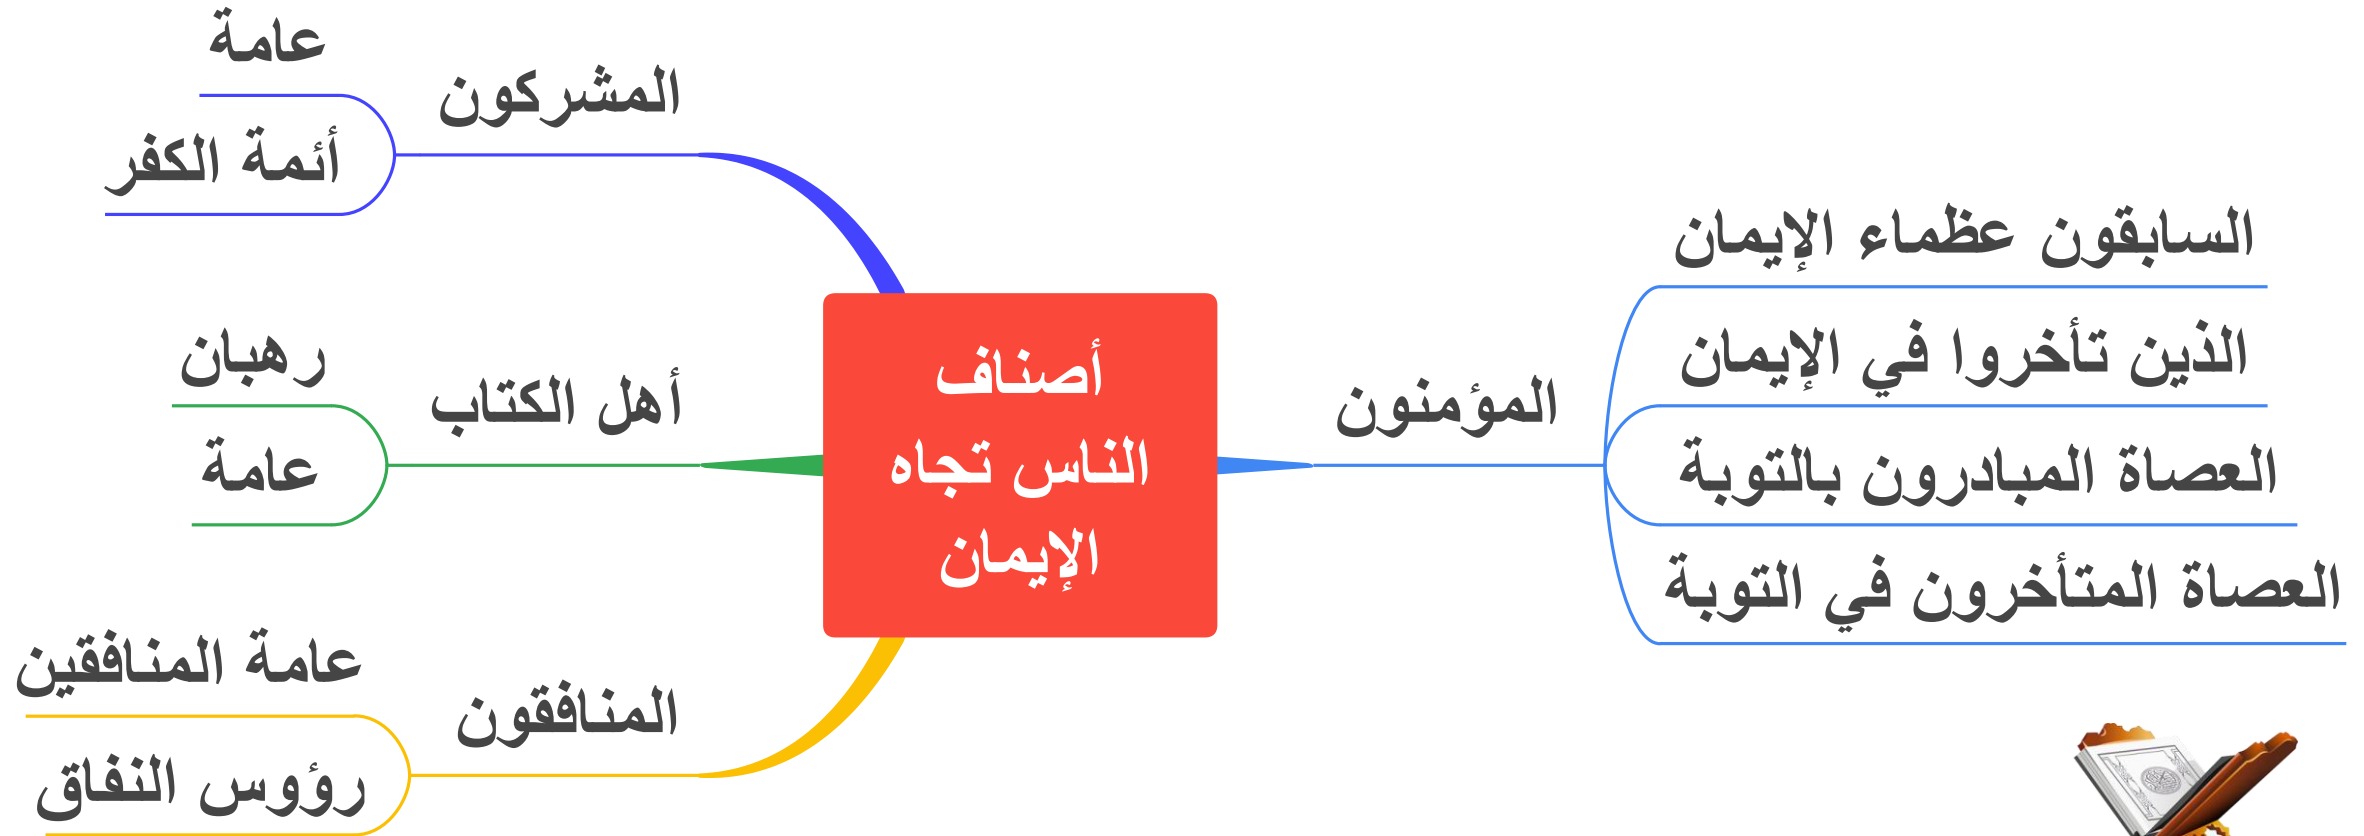 أصناف
الناس تجاه
الإيمان
المؤمنون
السابقون عظماء الإيمان
الذين تأخروا في الإيمان
العصاة المبادرون بالتوبة
العصاة المتأخرون في التوبة
المشركون
عامة
أئمة الكفر
أهل الكتاب
رهبان
عامة
المنافقون
عامة المنافقين
رؤوس النفاق